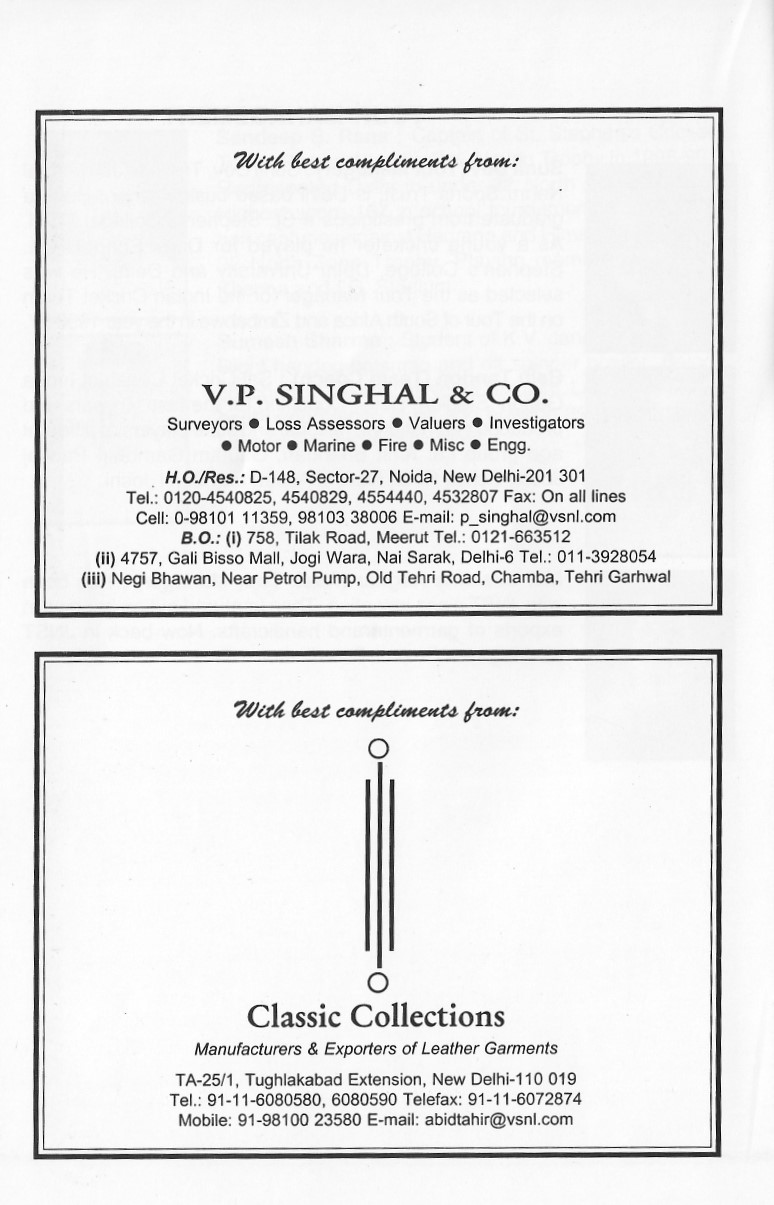 With best compliments from:
V.P. SINGHAL & CO.
Surveyors ● Loss Assessors ● Valuers ● Investigators
● Motor ● Marine ● Fire ● Misc ● Engg.
H.O./Res.: D-148, Sector-27, Noida, New Delhi-201 301
Tel.: 0120-4540825, 4540829, 4554440, 4532807 Fax: On all lines
Cell: 0-98101 11359, 98103 38006 E-mail: p_singhal@vsnl.com
B.O.: (i) 758, Tilak Road, Meerut Tel.: 0121-663512
(ii) 4757, Gali Bisso Mall, Jogi Wara, Nai Sarak, Delhi-6 Tel.: 011-3928054
(iii) Negi Bhawan, Near Petrol Pump, Old Tehri Road, Chamba, Tehri Garhwal
With best compliments from:
Classic Collections
Manufacturers & Exporters of Leather Garments
TA-25/1, Tughlakabad Extension, New Delhi-110 019
Tel.: 91-11-6080580, 6080590 Telefax: 91-11-6072874
Mobile: 91-98100 23580 E-mail: abidtahir@vsnl.com